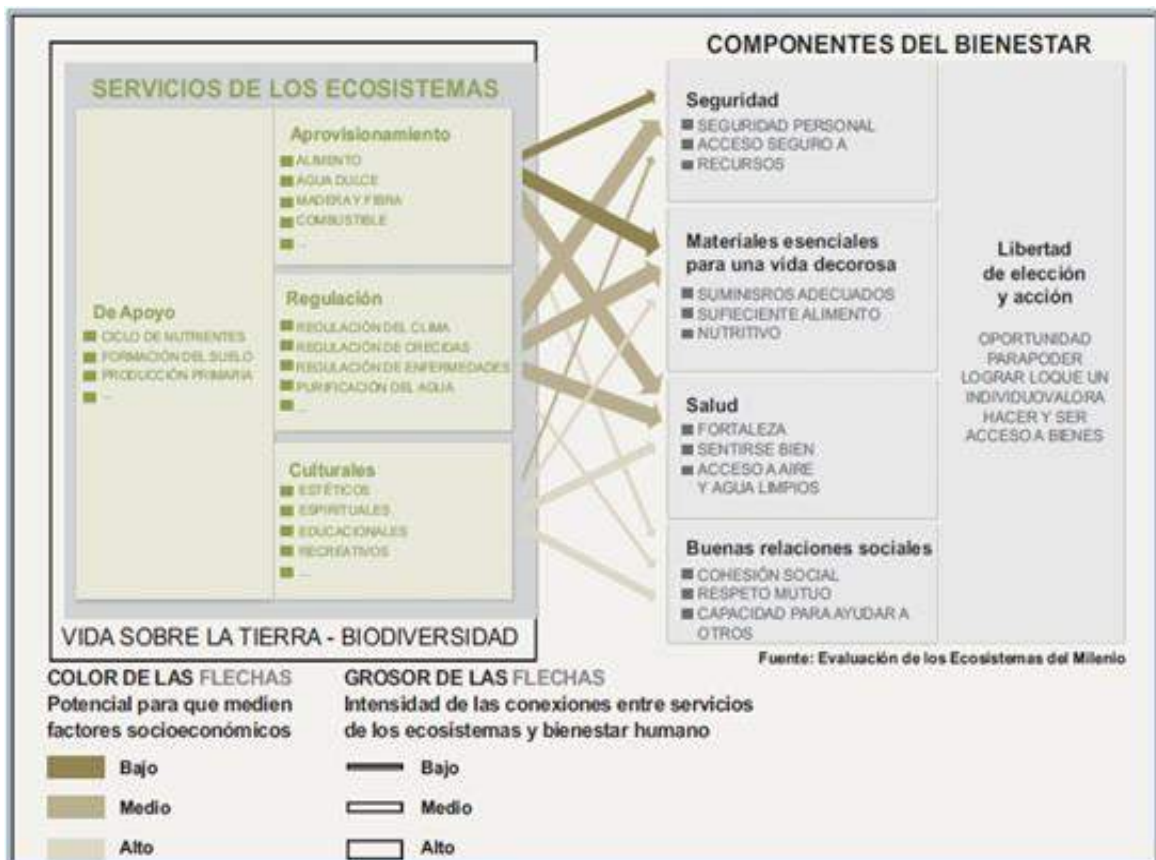 SERVICIOS DE LOS ECOSISTEMAS
De Apoyo
CICLO DE NUTRIENTES
FORMACIÓN DEL SUELO
PRODUCCIÓN PRIMARIA
...
Aprovisionamiento
ALIMENTO
AGUA DULCE
MADERA Y FIBRA
COMBUSTIBLE
...
Regulación
REGULACIÓN DEL CLIMA
REGULACIÓN DE CRECIDAS
REGULACIÓN DE ENFERMEDADES
PURIFICACIÓN DEL AGUA
...
Culturales
ESTÉTICOS
ESPIRITUALES
EDUCACIONALES
RECREATIVOS
...
VIDA SOBRE LA TIERRA - BIODIVERSIDAD
COMPONENTES DEL BIENESTAR
Seguridad
SEGURIDAD PERSONAL
ACCESO SEGURO A
RECURSOS
Materiales esenciales
para una vida decorosa
SUMINISROS ADECUADOS
SUFIECIENTE ALIMENTO
NUTRITIVO
Salud
FORTALEZA
SENTIRSE BIEN
ACCESO A AIRE
Y AGUA LIMPIOS
Buenas relaciones sociales
COHESIÓN SOCIAL
RESPETO MUTUO
CAPACIDAD PARA AYUDAR A
OTROS
Libertad
de elección
y acción
OPORTUNIDAD
PARAPODER
LOGRAR LOQUE UN
INDIVIDUOVALORA
HACER Y SER
ACCESO A BIENES
Fuente: Evaluación de los Ecosistemas del Milenio
COLOR DE LAS FLECHAS
Potencial para que medien
factores socioeconómicos
Bajo
Medio
Alto
GROSOR DE LAS FLECHAS
Intensidad de las conexiones entre servicios
de los ecosistemas y bienestar humano
Bajo
Medio
Alto